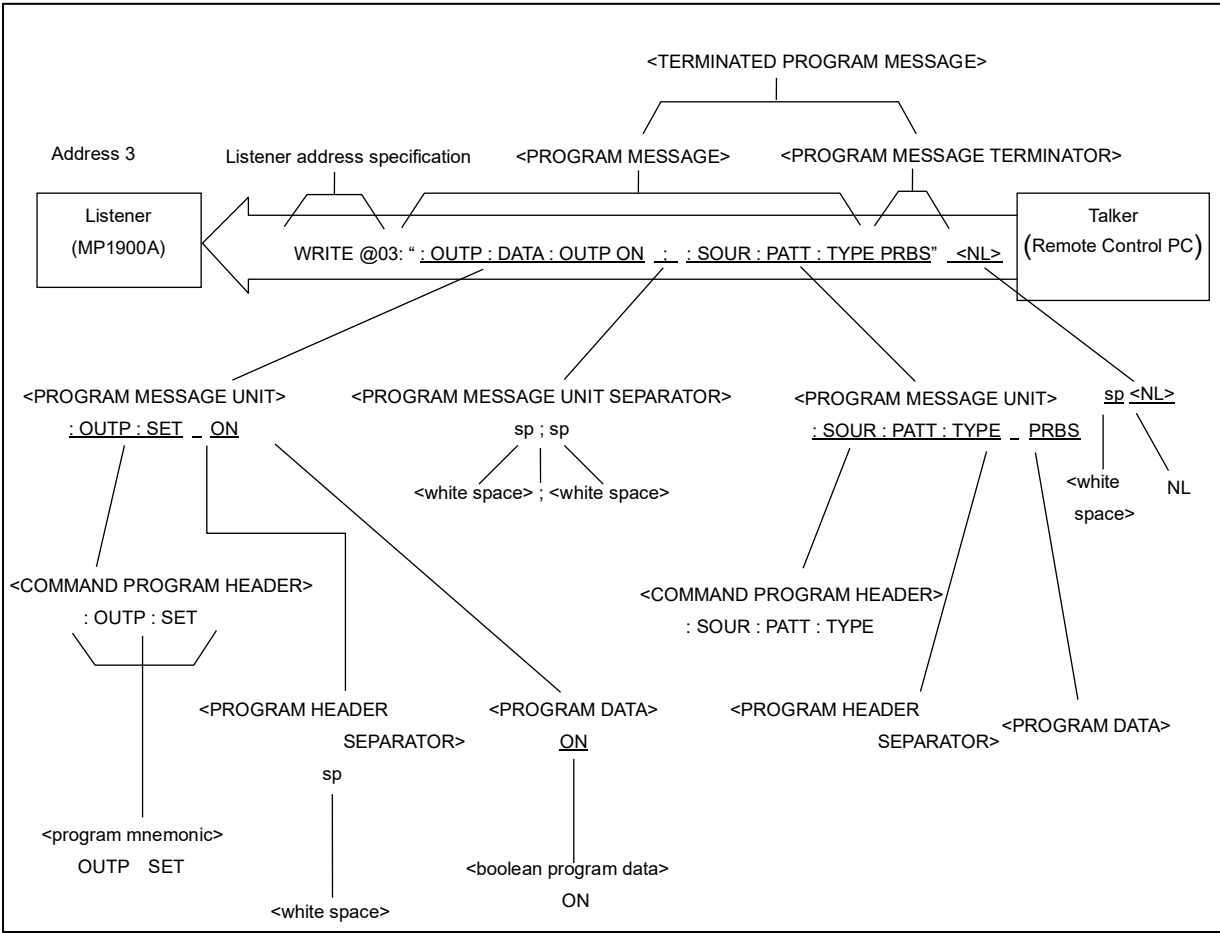 <TERMINATED PROGRAM MESSAGE>
Address 3
Listener address specification
<PROGRAM MESSAGE>
<PROGRAM MESSAGE TERMINATOR>
Listener
(MP1900A)
WRITE @03: “ : OUTP : DATA : OUTP ON ; : SOUR : PATT : TYPE PRBS” <NL>
Talker
(Remote Control PC)
<PROGRAM MESSAGE UNIT>
: OUTP : SET _ ON
<PROGRAM MESSAGE UNIT SEPARATOR>
sp ; sp
<white space> ; <white space>
<PROGRAM MESSAGE UNIT>
: SOUR : PATT : TYPE _ PRBS
sp <NL>
<white
space>
NL
<COMMAND PROGRAM HEADER>
: OUTP : SET
<COMMAND PROGRAM HEADER>
: SOUR : PATT : TYPE
<PROGRAM HEADER
SEPARATOR>
sp
<PROGRAM DATA>
ON
<PROGRAM HEADER
SEPARATOR>
<PROGRAM DATA>
<program mnemonic>
OUTP SET
<boolean program data>
ON
<white space>